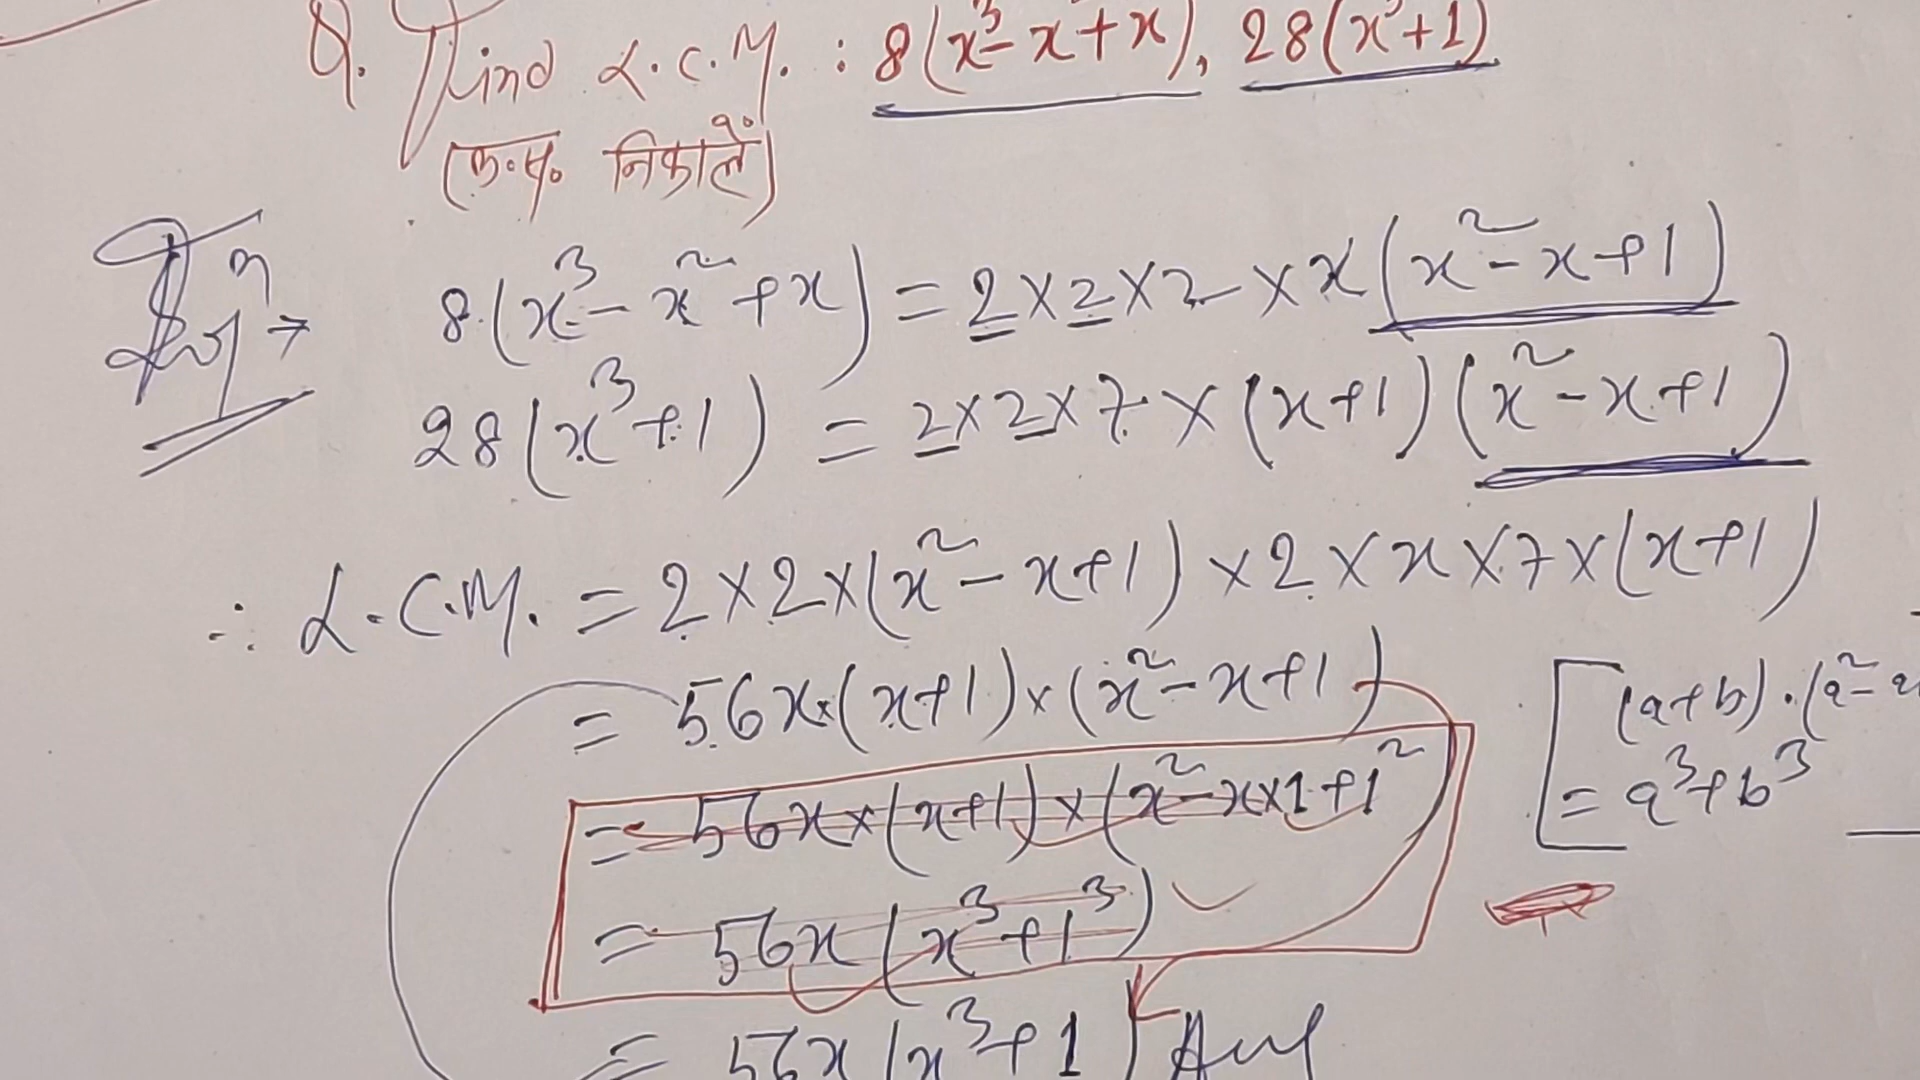 Q. Find L.C.M. : 8(x³-x²+x), 28(x³+1)
(ल.स. निकालें)
Solⁿ→ 8(x³-x²+x) = 2×2×2×x(x²-x+1)
28(x³+1) = 2×2×7×(x+1)(x²-x+1)
∴ L.C.M. = 2×2×(x²-x+1)×2×x×7×(x+1)
= 56x×(x+1)×(x²-x+1)
[(a+b).(a²-a
= a³+b³
= 56x×(x+1)×(x²-x×1+1²
= 56x(x³+1³)
= 56x(x³+1) Ans